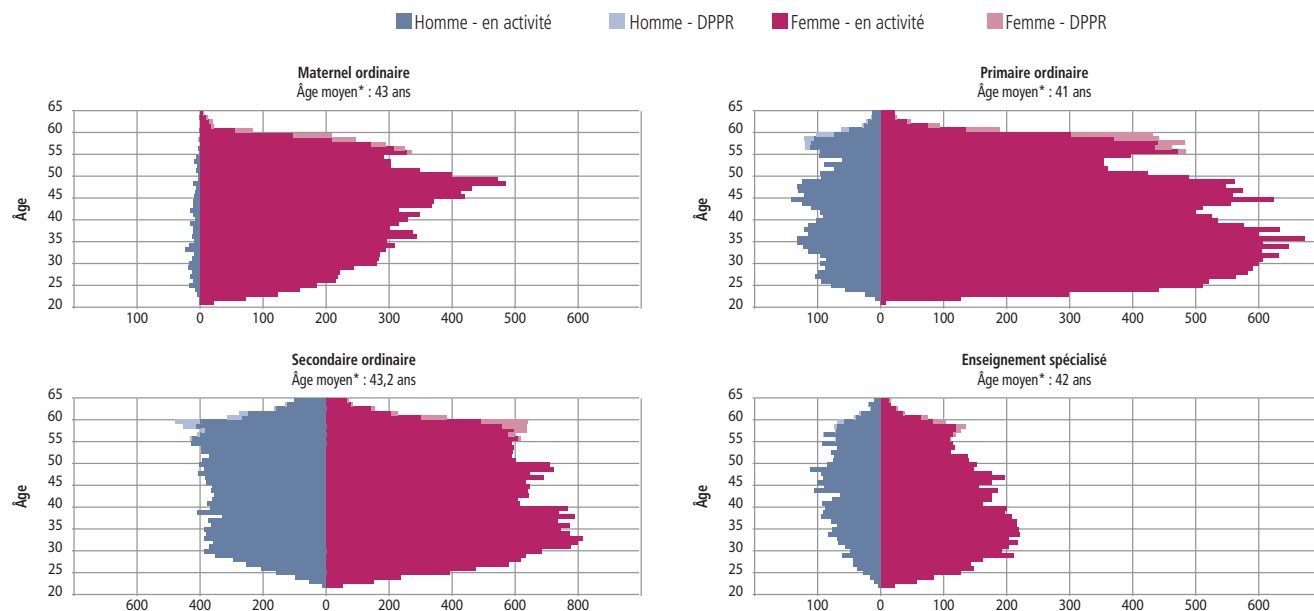 Homme - en activité Homme - DPPR Femme - en activité Femme - DPPR
Maternel ordinaire
Âge moyen* : 43 ans
Âge
65
60
55
50
45
40
35
30
25
20
100 0 100 200 300 400 500 600
Primaire ordinaire
Âge moyen* : 41 ans
Âge
65
60
55
50
45
40
35
30
25
20
100 0 100 200 300 400 500 600
Secondaire ordinaire
Âge moyen* : 43,2 ans
Âge
65
60
55
50
45
40
35
30
25
20
600 400 200 0 200 400 600 800
Enseignement spécialisé
Âge moyen* : 42 ans
Âge
65
60
55
50
45
40
35
30
25
20
100 0 100 200 300 400 500 600